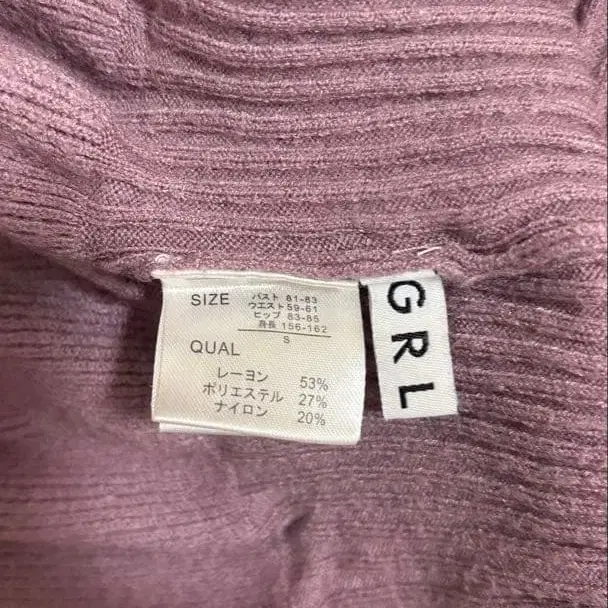 SIZE
バスト 81-83
ウエスト59-61
ヒップ 83-85
身長 156-162
S
QUAL
レーヨン 53%
ポリエステル 27%
ナイロン 20%
GRL